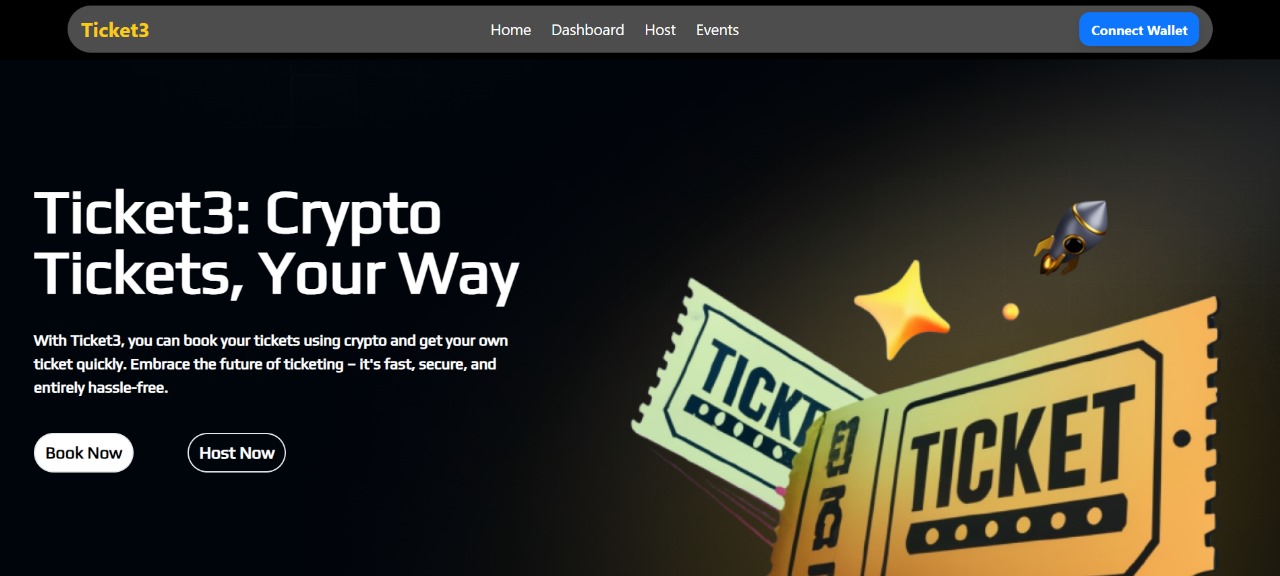 Ticket3
Home
Dashboard
Host
Events
Connect Wallet
Ticket3: Crypto
Tickets, Your Way
With Ticket3, you can book your tickets using crypto and get your own
ticket quickly. Embrace the future of ticketing – it's fast, secure, and
entirely hassle-free.
Book Now
Host Now
TICKET